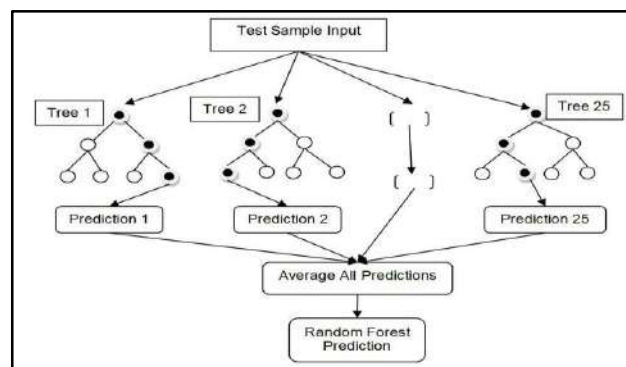 Test Sample Input
Tree 1
Tree 2
Tree 25
Prediction 1
Prediction 2
Prediction 25
Average All Predictions
Random Forest
Prediction